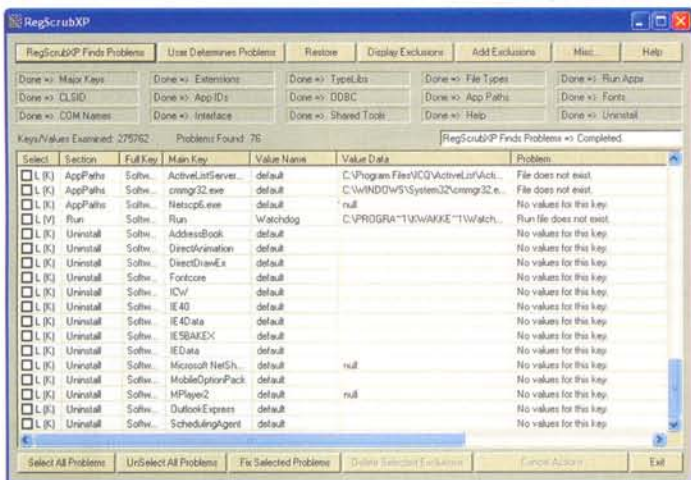 RegScrubXP
RegScrubXP Finds Problems User Determines Problems Restore Display Exclusions Add Exclusions Misc... Help
Done => Major Keys Done => Extensions Done => TypeLibs Done => File Types Done => Run Apps
Done => CLSID Done => App IDs Done => ODBC Done => App Paths Done => Fonts
Done => COM Names Done => Interface Done => Shared Tools Done => Help Done => Uninstall
Keys/Values Examined: 275762 Problems Found: 76 RegScrubXP Finds Problems => Completed.
Select Section Full Key Main Key Value Name Value Data Problem
L (K) AppPaths Softw... ActiveListServer... default C:\Program Files\ICQ\ActiveList\Acti... File does not exist.
L (K) AppPaths Softw... cmmgr32.exe default C:\WINDOWS\System32\cmmgr32.e... File does not exist.
L (K) AppPaths Softw... Netscp6.exe default null No values for this key.
L (V) Run Softw... Run Watchdog C:\PROGRA~1\KWAKKE~1\Watch... Run file does not exist.
L (K) Uninstall Softw... AddressBook default No values for this key.
L (K) Uninstall Softw... DirectAnimation default No values for this key.
L (K) Uninstall Softw... DirectDrawEx default No values for this key.
L (K) Uninstall Softw... Fontcore default No values for this key.
L (K) Uninstall Softw... ICW default No values for this key.
L (K) Uninstall Softw... IE40 default No values for this key.
L (K) Uninstall Softw... IE4Data default No values for this key.
L (K) Uninstall Softw... IE5BAKEX default No values for this key.
L (K) Uninstall Softw... IEData default No values for this key.
L (K) Uninstall Softw... Microsoft NetSh... default null No values for this key.
L (K) Uninstall Softw... MobileOptionPack default No values for this key.
L (K) Uninstall Softw... MPlayer2 default null No values for this key.
L (K) Uninstall Softw... OutlookExpress default No values for this key.
L (K) Uninstall Softw... SchedulingAgent default No values for this key.
Select All Problems UnSelect All Problems Fix Selected Problems Delete Selected Exclusions Cancel Actions Exit